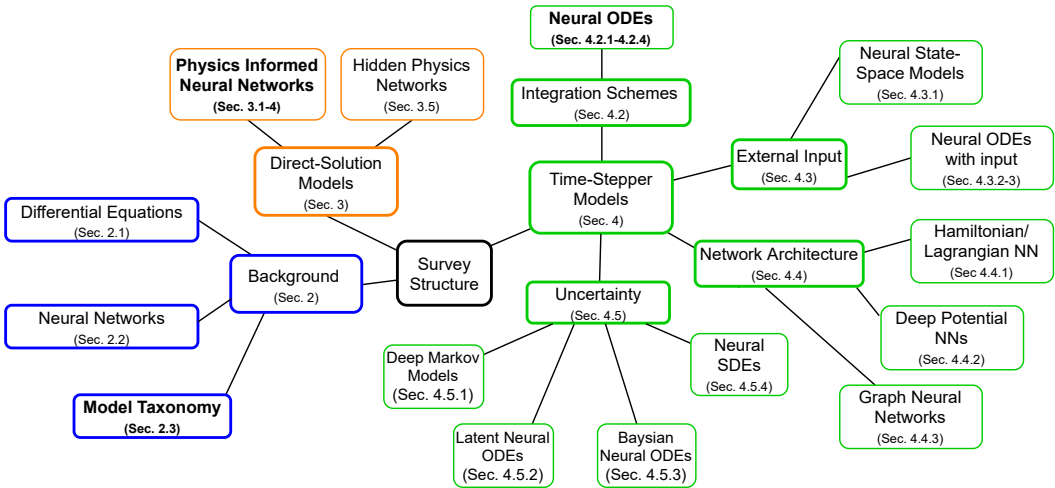 Neural ODEs
(Sec. 4.2.1-4.2.4)
Physics Informed
Neural Networks
(Sec. 3.1-4)
Hidden Physics
Networks
(Sec. 3.5)
Integration Schemes
(Sec. 4.2)
Neural State-
Space Models
(Sec. 4.3.1)
External Input
(Sec. 4.3)
Neural ODEs
with input
(Sec. 4.3.2-3)
Direct-Solution
Models
(Sec. 3)
Time-Stepper
Models
(Sec. 4)
Differential Equations
(Sec. 2.1)
Background
(Sec. 2)
Survey
Structure
Network Architecture
(Sec. 4.4)
Hamiltonian/
Lagrangian NN
(Sec 4.4.1)
Neural Networks
(Sec. 2.2)
Uncertainty
(Sec. 4.5)
Deep Potential
NNs
(Sec. 4.4.2)
Deep Markov
Models
(Sec. 4.5.1)
Neural
SDEs
(Sec. 4.5.4)
Graph Neural
Networks
(Sec. 4.4.3)
Model Taxonomy
(Sec. 2.3)
Latent Neural
ODEs
(Sec. 4.5.2)
Baysian
Neural ODEs
(Sec. 4.5.3)